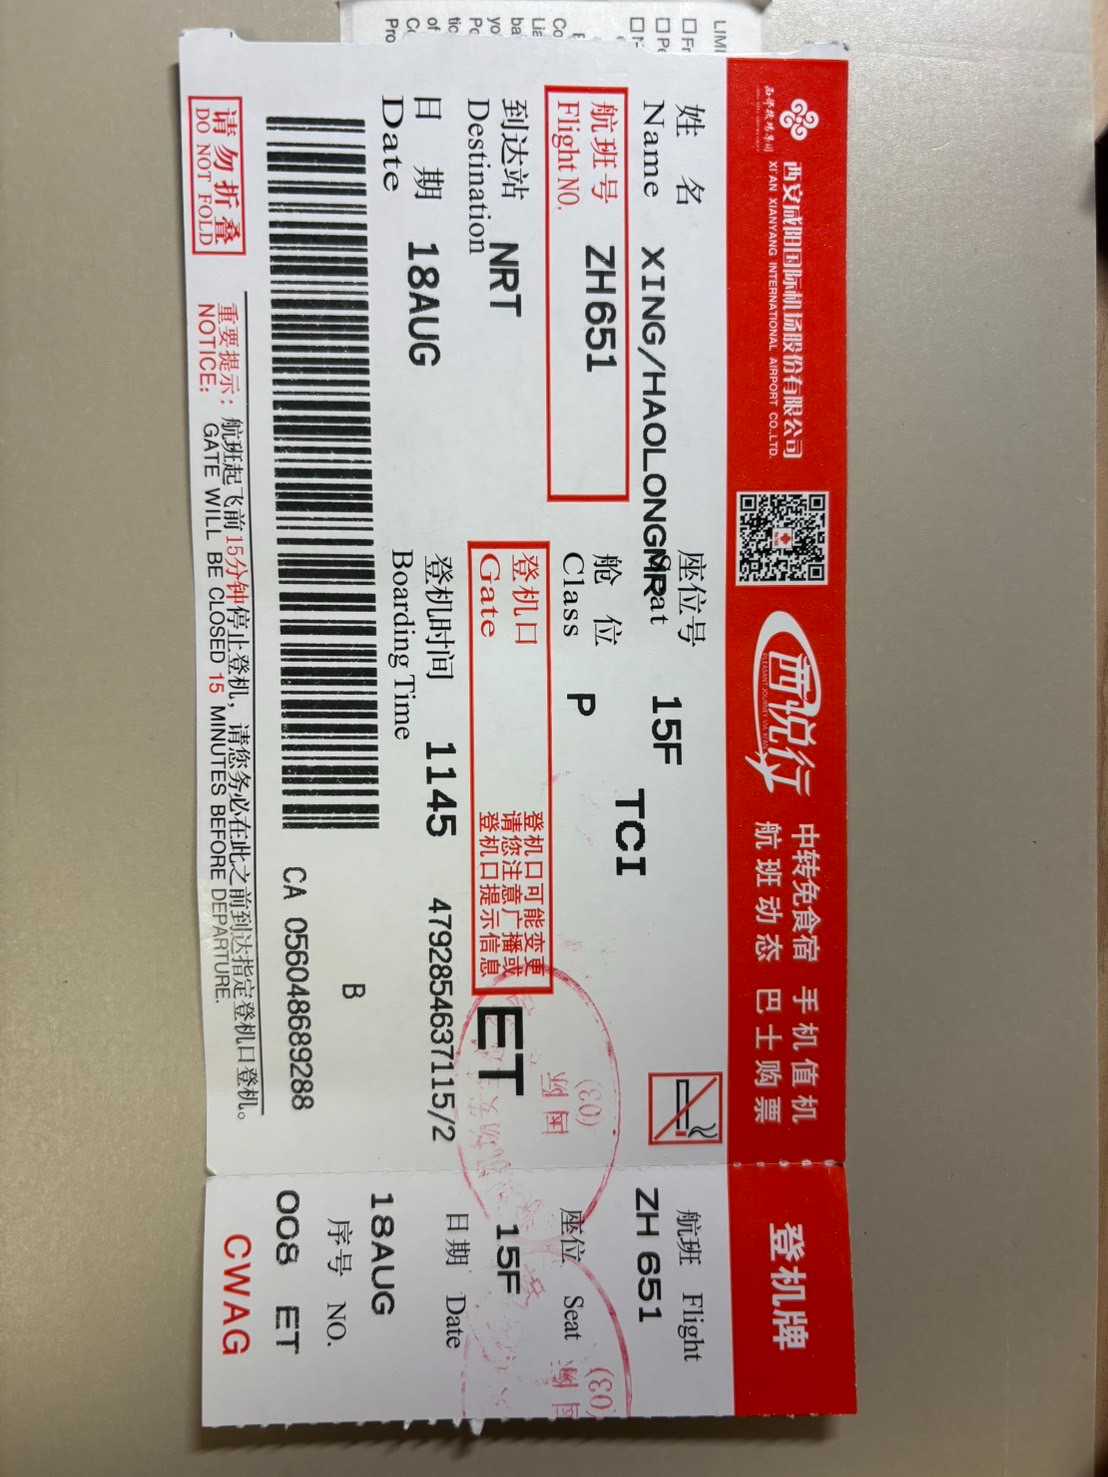 西安咸阳国际机场股份有限公司
XI'AN XIANYANG INTERNATIONAL AIRPORT CO.,LTD.
西悦行
中转免食宿 手机值机
航班动态 巴士购票
登机牌
姓 名
Name
XING/HAOLONGMR
座位号
Seat
15F
TCI
航班号
Flight NO.
ZH651
舱 位
Class
P
到达站
Destination
NRT
登机口
Gate
登机口可能变更
请您注意广播或
登机口提示信息
ET
日 期
Date
18AUG
登机时间
Boarding Time
1145
4792854637115/2
B
CA 056048689288
请勿折叠
DO NOT FOLD
重要提示：航班起飞前15分钟停止登机，请您务必在此之前到达指定登机口登机。
NOTICE: GATE WILL BE CLOSED 15 MINUTES BEFORE DEPARTURE.
航班 Flight
ZH 651
座位 Seat
15F
日期 Date
18AUG
序号 NO.
008 ET
CWAG
(03)
(03)
LIMI